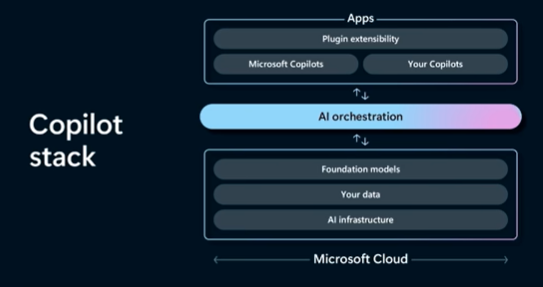 Copilot
stack
Apps
Plugin extensibility
Microsoft Copilots
Your Copilots
AI orchestration
Foundation models
Your data
AI infrastructure
Microsoft Cloud